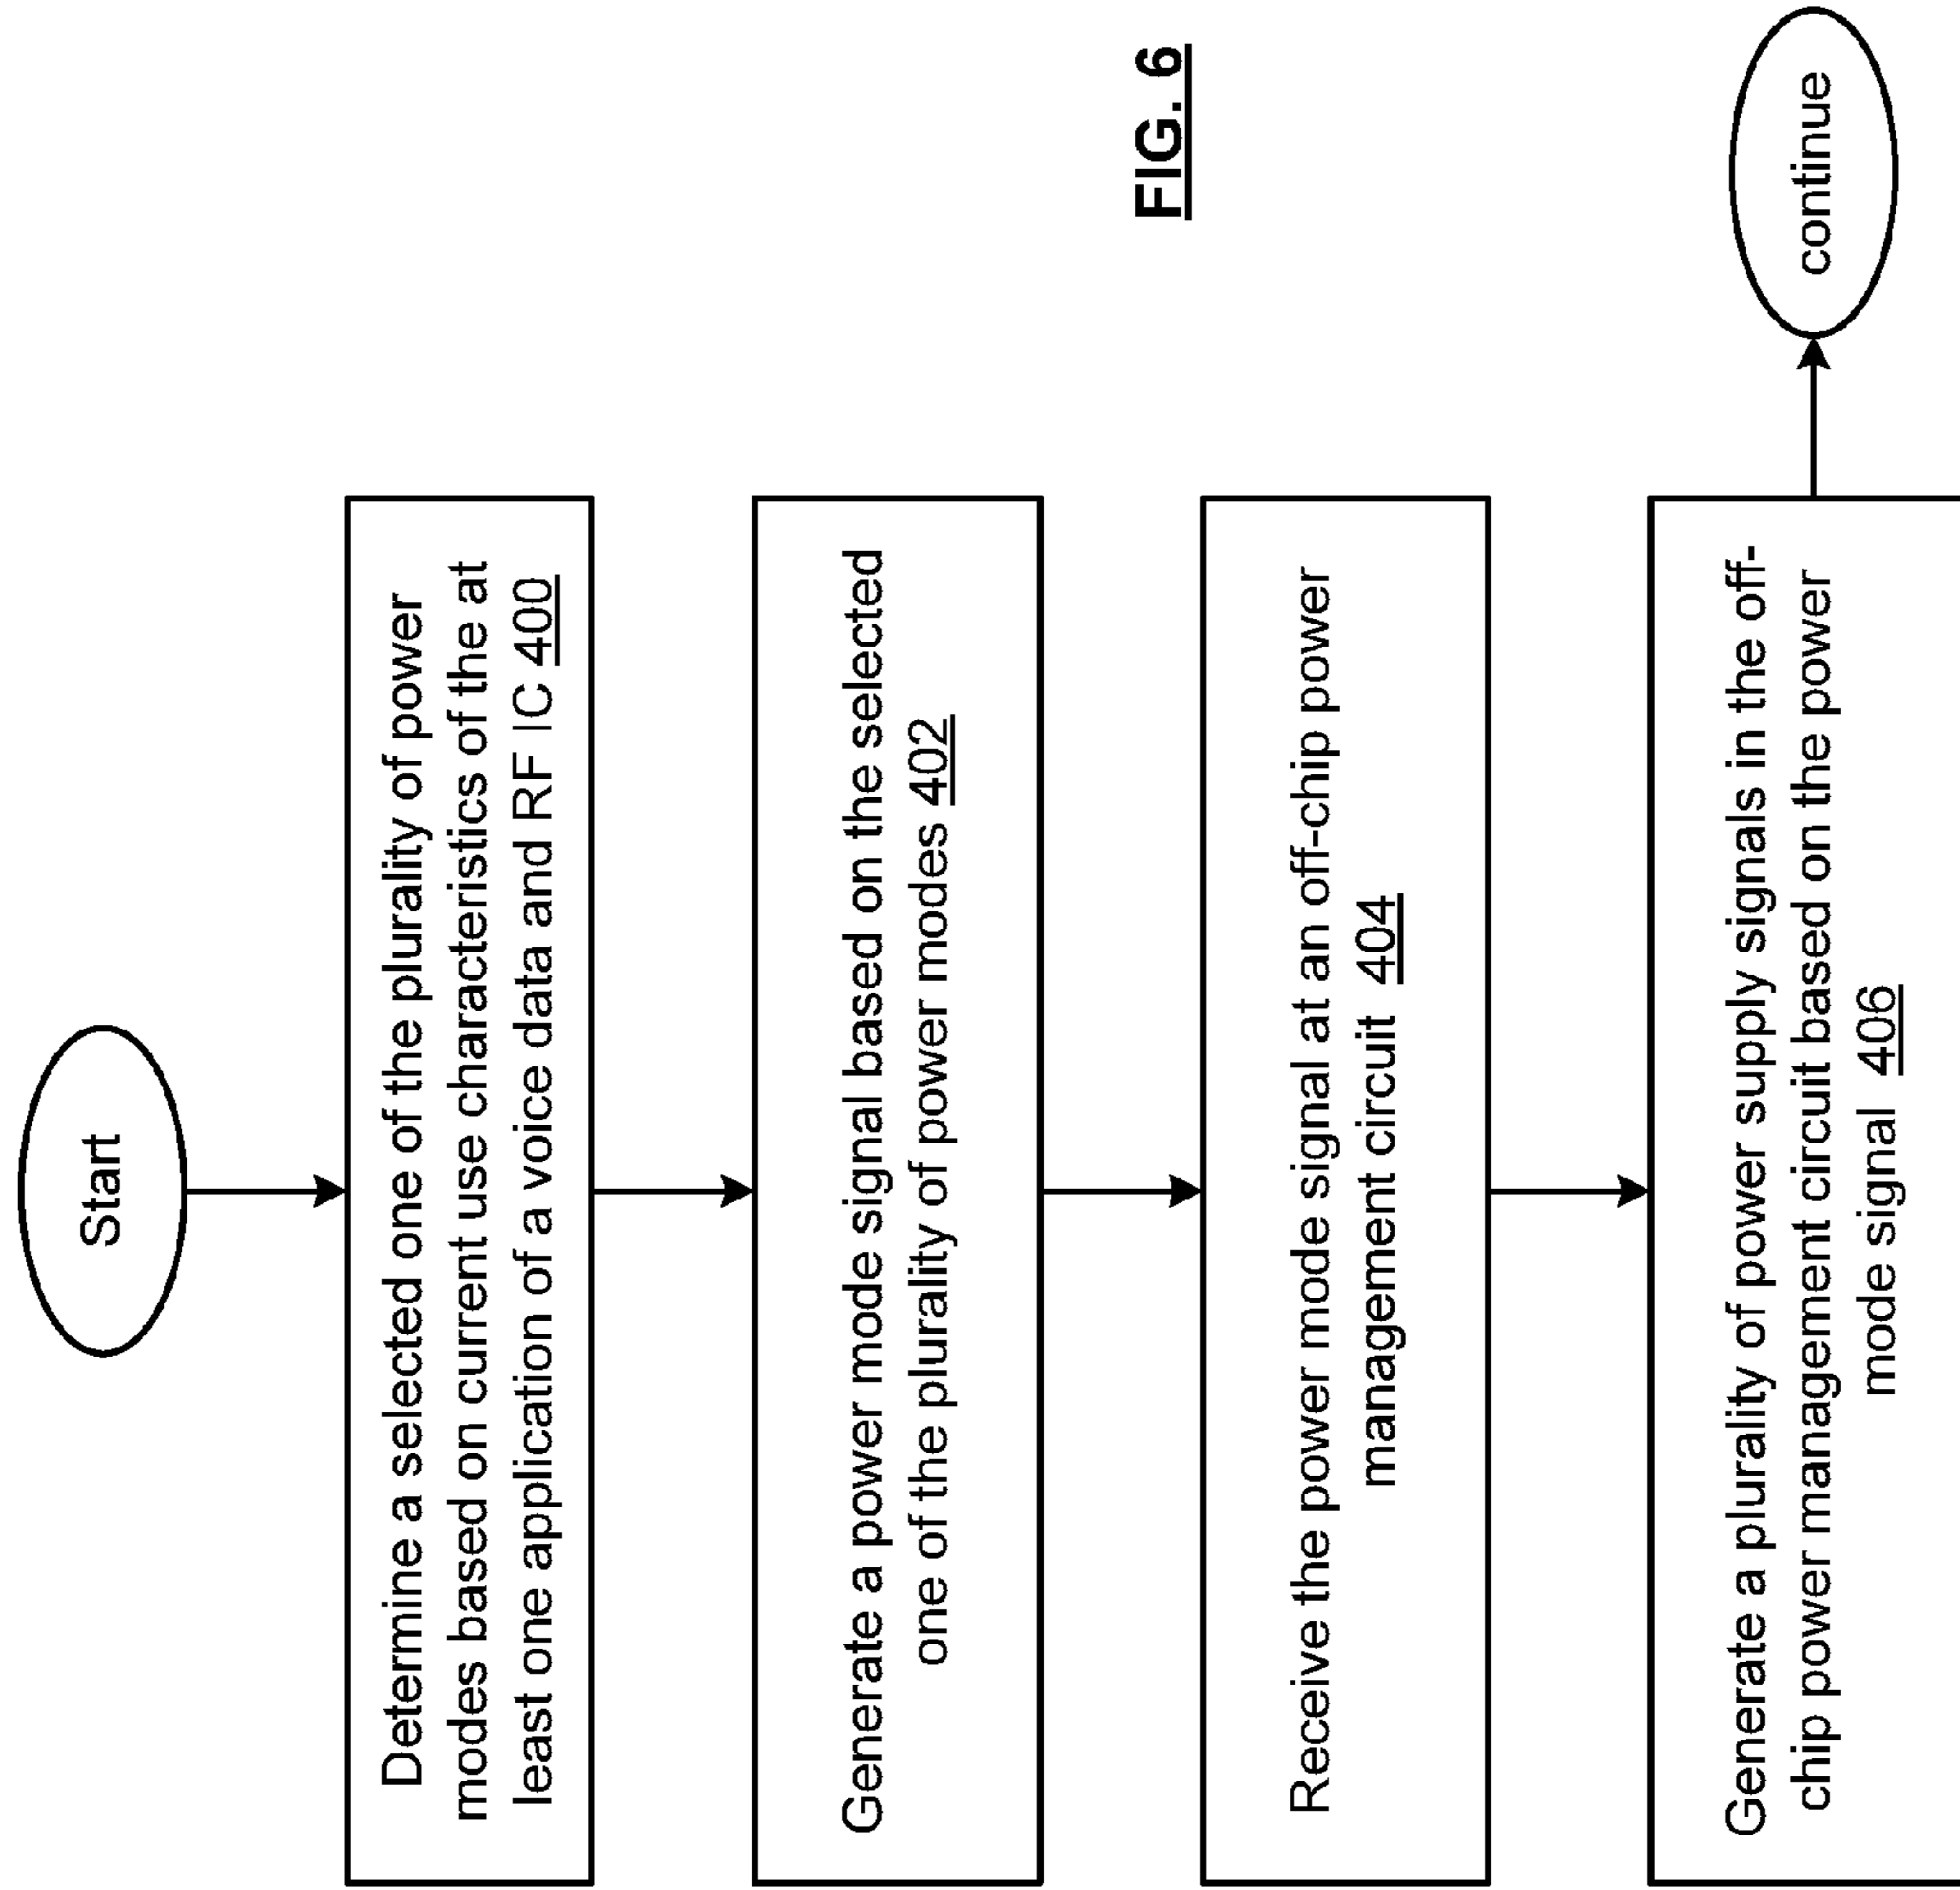 Start
Determine a selected one of the plurality of power
modes based on current use characteristics of the at
least one application of a voice data and RF IC 400
Generate a power mode signal based on the selected
one of the plurality of power modes 402
Receive the power mode signal at an off-chip power
management circuit 404
Generate a plurality of power supply signals in the off-
chip power management circuit based on the power
mode signal 406
continue
FIG. 6